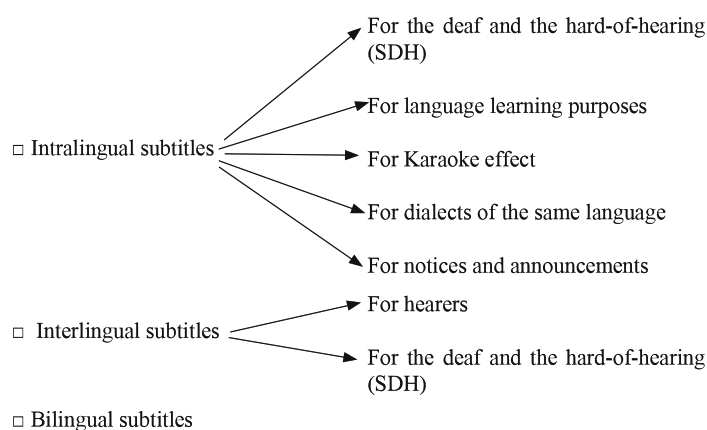 For the deaf and the hard-of-hearing
(SDH)
For language learning purposes
□ Intralingual subtitles
For Karaoke effect
For dialects of the same language
For notices and announcements
For hearers
□ Interlingual subtitles
For the deaf and the hard-of-hearing
(SDH)
□ Bilingual subtitles